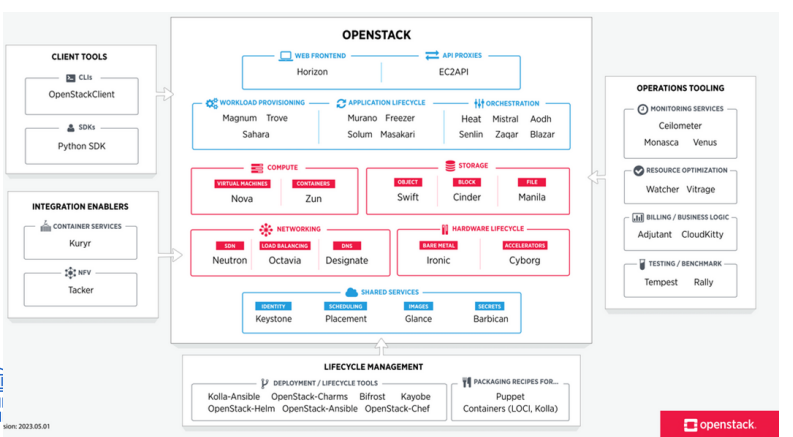 OPENSTACK
WEB FRONTEND
API PROXIES
Horizon
EC2API
WORKLOAD PROVISIONING
APPLICATION LIFECYCLE
ORCHESTRATION
Magnum Trove
Sahara
Murano Freezer
Solum Masakari
Heat Mistral Aodh
Senlin Zaqar Blazar
COMPUTE
VIRTUAL MACHINES
CONTAINERS
Nova
Zun
STORAGE
OBJECT
BLOCK
FILE
Swift
Cinder
Manila
NETWORKING
SDN
LOAD BALANCING
DNS
Neutron
Octavia
Designate
HARDWARE LIFECYCLE
BARE METAL
ACCELERATORS
Ironic
Cyborg
SHARED SERVICES
IDENTITY
SCHEDULING
IMAGES
SECRETS
Keystone
Placement
Glance
Barbican
CLIENT TOOLS
CLIs
OpenStackClient
SDKs
Python SDK
INTEGRATION ENABLERS
CONTAINER SERVICES
Kuryr
NFV
Tacker
OPERATIONS TOOLING
MONITORING SERVICES
Ceilometer
Monasca Venus
RESOURCE OPTIMIZATION
Watcher Vitrage
BILLING / BUSINESS LOGIC
Adjutant CloudKitty
TESTING / BENCHMARK
Tempest Rally
LIFECYCLE MANAGEMENT
DEPLOYMENT / LIFECYCLE TOOLS
Kolla-Ansible OpenStack-Charms Bifrost Kayobe
OpenStack-Helm OpenStack-Ansible OpenStack-Chef
PACKAGING RECIPES FOR...
Puppet
Containers (LOCI, Kolla)
sion: 2023.05.01
openstack.